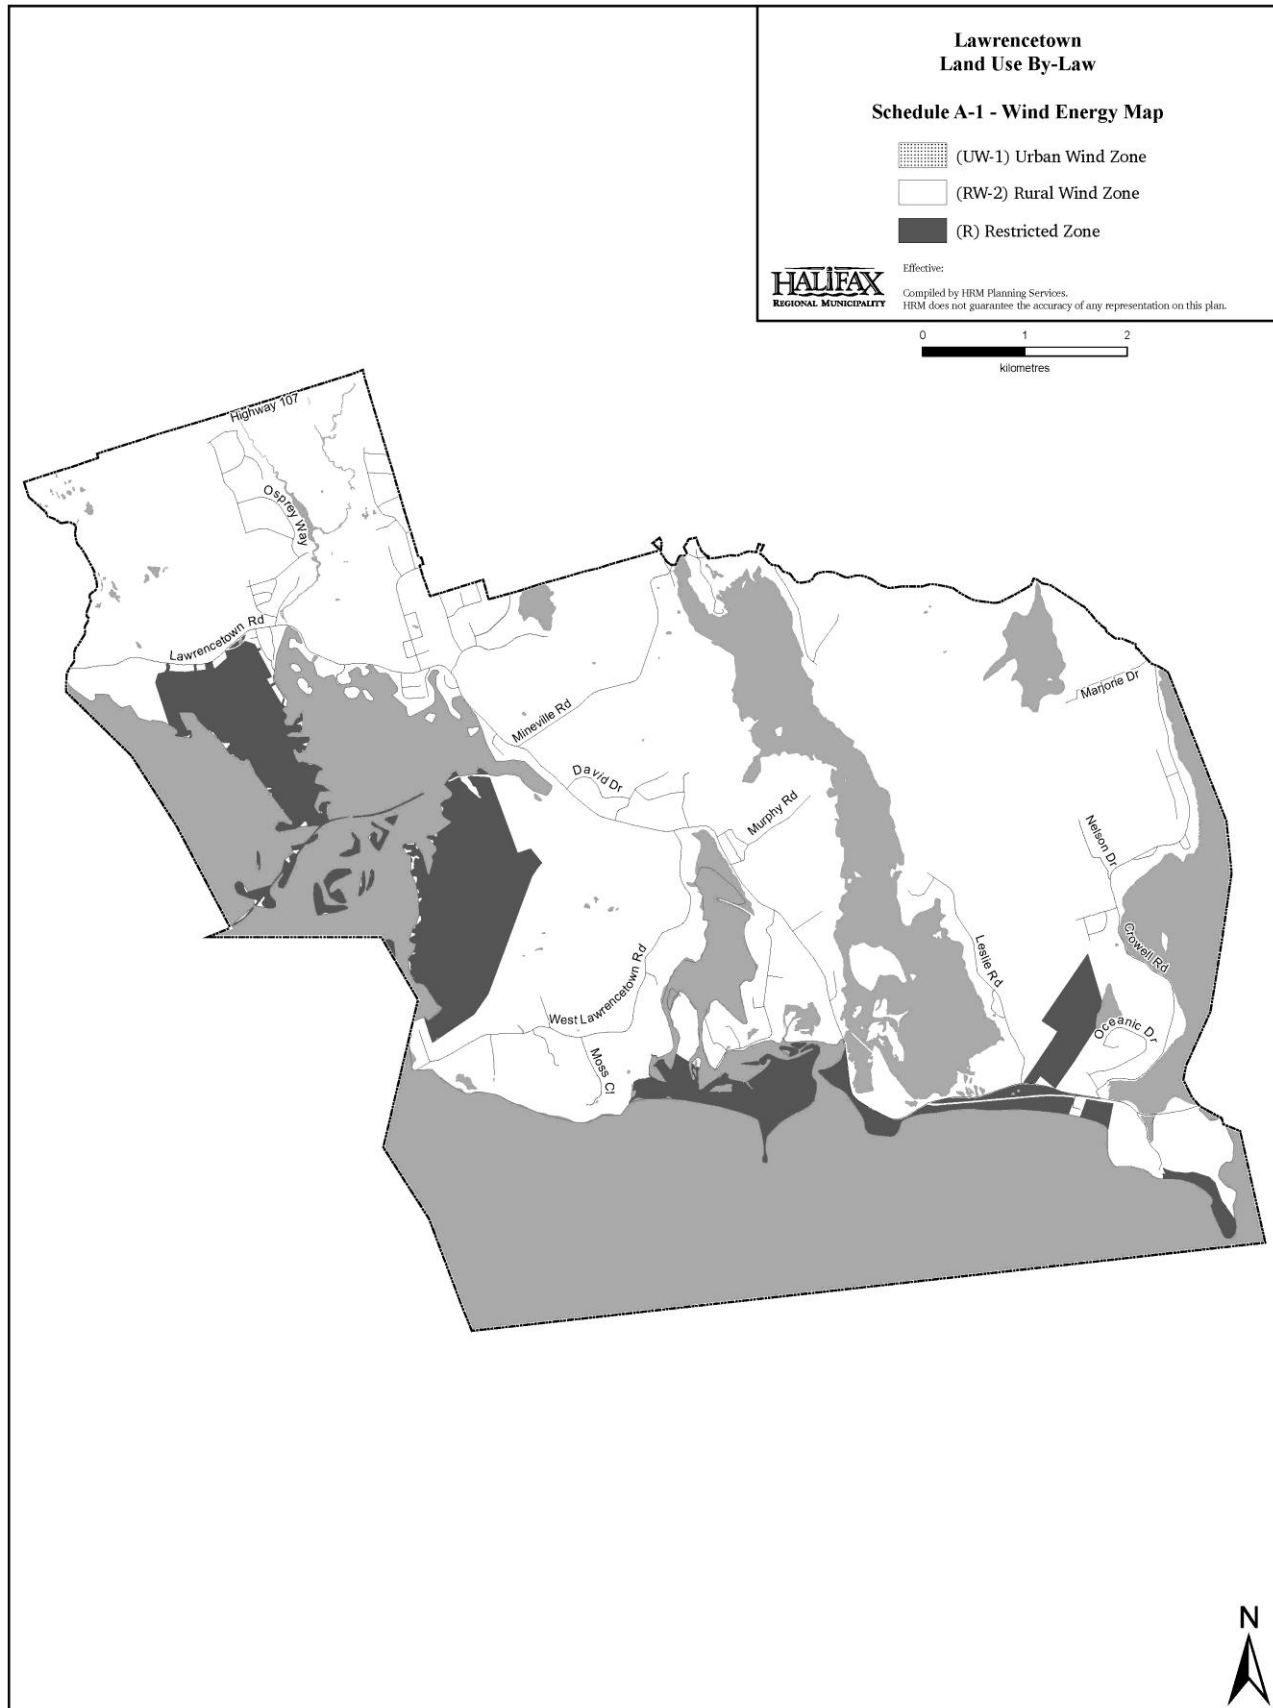 Lawrencetown
Land Use By-Law
Schedule A-1 - Wind Energy Map
(UW-1) Urban Wind Zone
(RW-2) Rural Wind Zone
(R) Restricted Zone
HALIFAX
REGIONAL MUNICIPALITY
Effective:
Compiled by HRM Planning Services.
HRM does not guarantee the accuracy of any representation on this plan.
0 1 2
kilometres
Highway 107
Osprey Way
Lawrencetown Rd
Mineville Rd
Marjorie Dr
David Dr
Murphy Rd
Nelson Dr
Crowell Rd
Leslie Rd
West Lawrencetown Rd
Oceanic Dr
Moss Cl
N